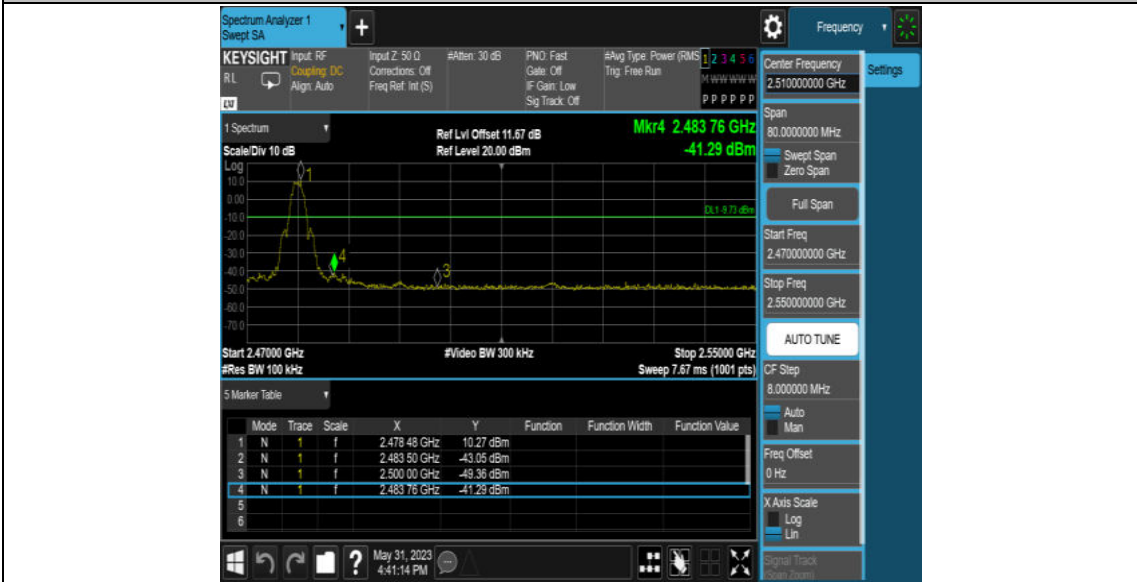 Spectrum Analyzer 1
Swept SA
+
Frequency
KEYSIGHT Input: RF Input Z: 50 Ω #Atten: 30 dB PNO: Fast #Avg Type: Power (RMS 1 2 3 4 5 6
RL Coupling: DC Corrections: Off Gate: Off Trig: Free Run M W W W W W
Align: Auto Freq Ref: Int (S) IF Gain: Low
LXI Sig Track: Off P P P P P P
Center Frequency
2.510000000 GHz
Settings
Span
80.0000000 MHz
Swept Span
Zero Span
Full Span
Start Freq
2.470000000 GHz
Stop Freq
2.550000000 GHz
AUTO TUNE
CF Step
8.000000 MHz
Auto
Man
Freq Offset
0 Hz
X Axis Scale
Log
Lin
Signal Track
(Span Zoom)
1 Spectrum
Ref Lvl Offset 11.67 dB Mkr4 2.483 76 GHz
Scale/Div 10 dB Ref Level 20.00 dBm -41.29 dBm
Log
10.0
0.00
-10.0
-20.0
-30.0
-40.0
-50.0
-60.0
-70.0
1
DL1 -9.73 dBm
4
3
Start 2.47000 GHz #Video BW 300 kHz Stop 2.55000 GHz
#Res BW 100 kHz Sweep 7.67 ms (1001 pts)
5 Marker Table
Mode Trace Scale X Y Function Function Width Function Value
1 N 1 f 2.478 48 GHz 10.27 dBm
2 N 1 f 2.483 50 GHz -43.05 dBm
3 N 1 f 2.500 00 GHz -49.36 dBm
4 N 1 f 2.483 76 GHz -41.29 dBm
5
6
? May 31, 2023
4:41:14 PM